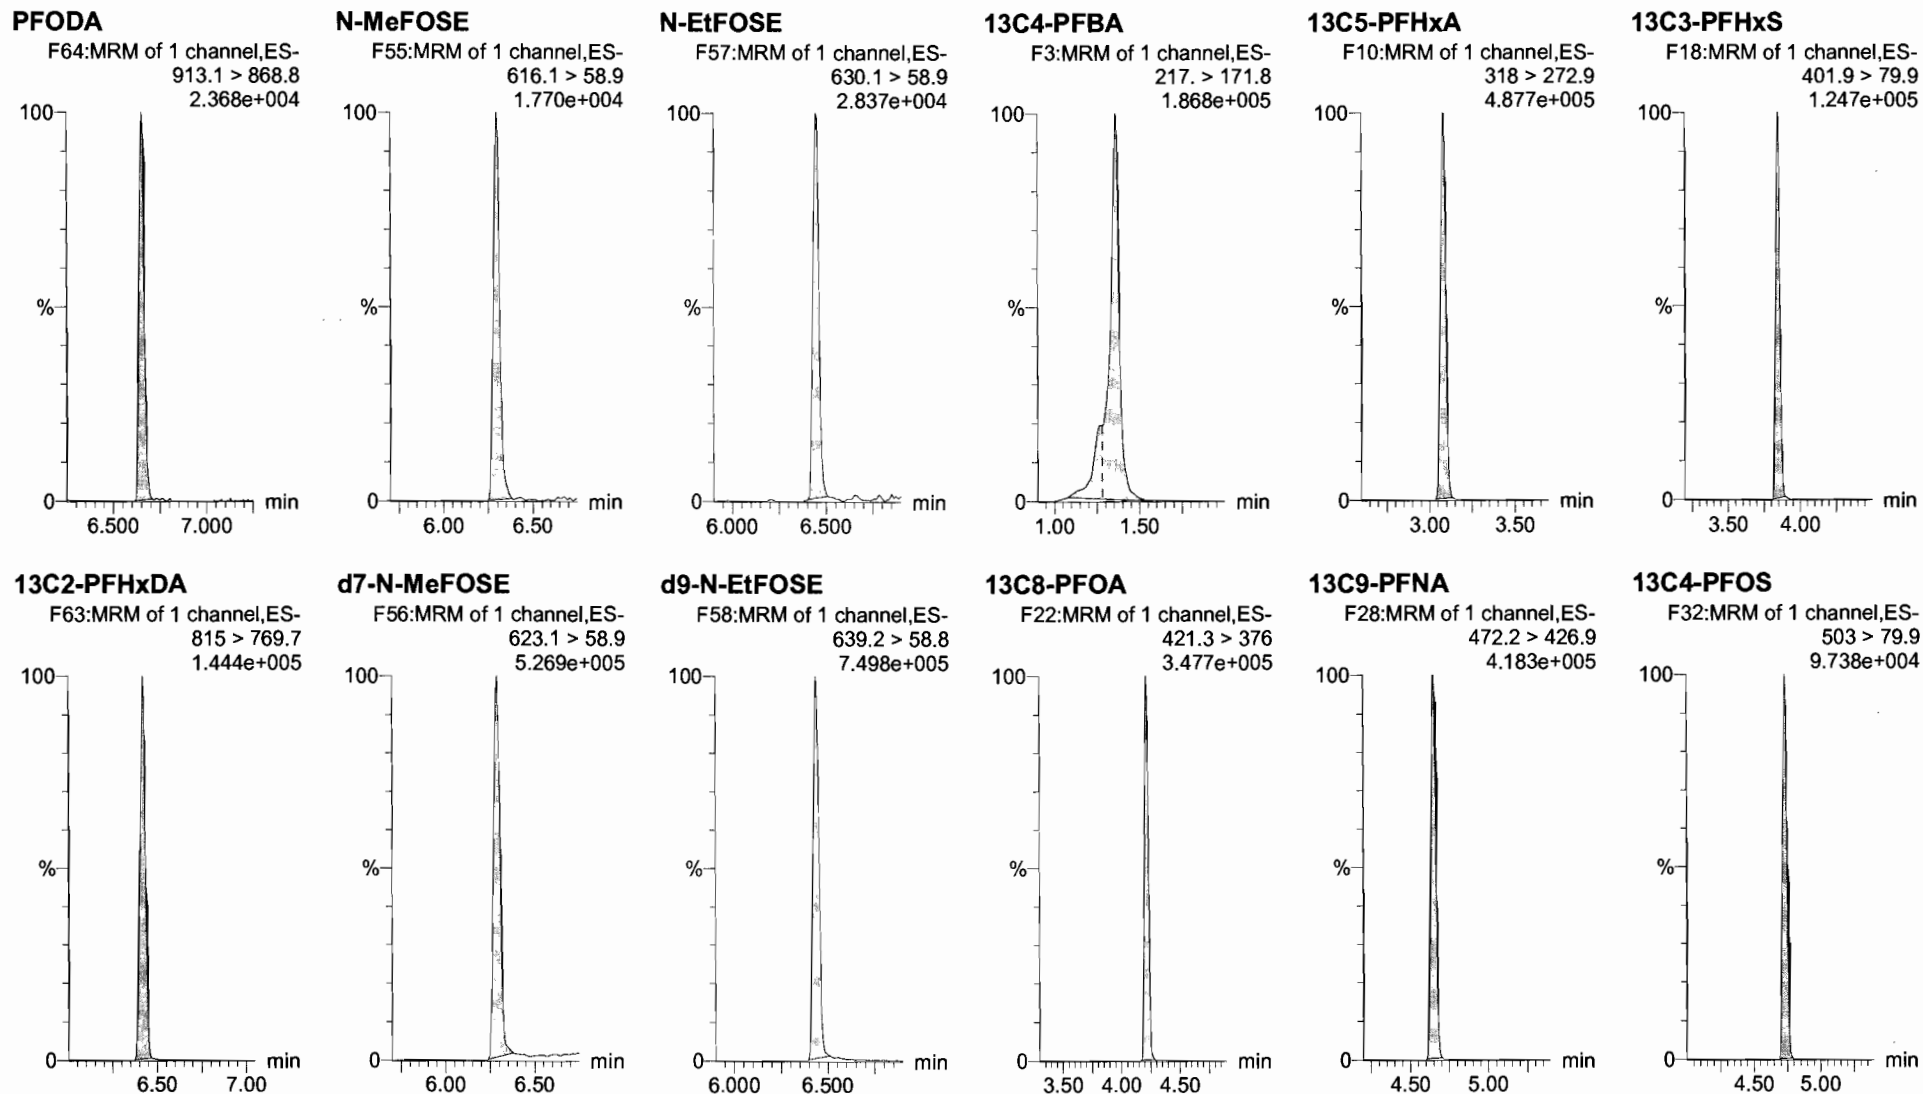 PFODA
F64:MRM of 1 channel,ES-
913.1 > 868.8
2.368e+004
100
%
0
min
6.500 7.000
N-MeFOSE
F55:MRM of 1 channel,ES-
616.1 > 58.9
1.770e+004
100
%
0
min
6.00 6.50
N-EtFOSE
F57:MRM of 1 channel,ES-
630.1 > 58.9
2.837e+004
100
%
0
min
6.000 6.500
13C4-PFBA
F3:MRM of 1 channel,ES-
217. > 171.8
1.868e+005
100
%
0
min
1.00 1.50
13C5-PFHxA
F10:MRM of 1 channel,ES-
318 > 272.9
4.877e+005
100
%
0
min
3.00 3.50
13C3-PFHxS
F18:MRM of 1 channel,ES-
401.9 > 79.9
1.247e+005
100
%
0
min
3.50 4.00
13C2-PFHxDA
F63:MRM of 1 channel,ES-
815 > 769.7
1.444e+005
100
%
0
min
6.50 7.00
d7-N-MeFOSE
F56:MRM of 1 channel,ES-
623.1 > 58.9
5.269e+005
100
%
0
min
6.00 6.50
d9-N-EtFOSE
F58:MRM of 1 channel,ES-
639.2 > 58.8
7.498e+005
100
%
0
min
6.000 6.500
13C8-PFOA
F22:MRM of 1 channel,ES-
421.3 > 376
3.477e+005
100
%
0
min
3.50 4.00 4.50
13C9-PFNA
F28:MRM of 1 channel,ES-
472.2 > 426.9
4.183e+005
100
%
0
min
4.50 5.00
13C4-PFOS
F32:MRM of 1 channel,ES-
503 > 79.9
9.738e+004
100
%
0
min
4.50 5.00